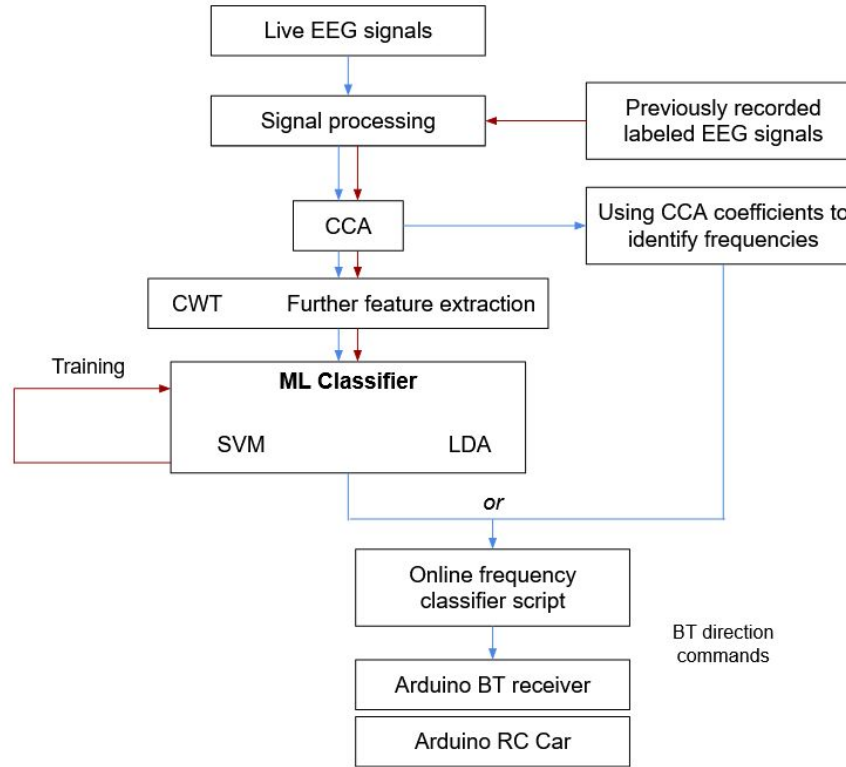 Live EEG signals
Signal processing
Previously recorded
labeled EEG signals
CCA
Using CCA coefficients to
identify frequencies
CWT Further feature extraction
Training
ML Classifier
SVM LDA
or
Online frequency
classifier script
BT direction
commands
Arduino BT receiver
Arduino RC Car